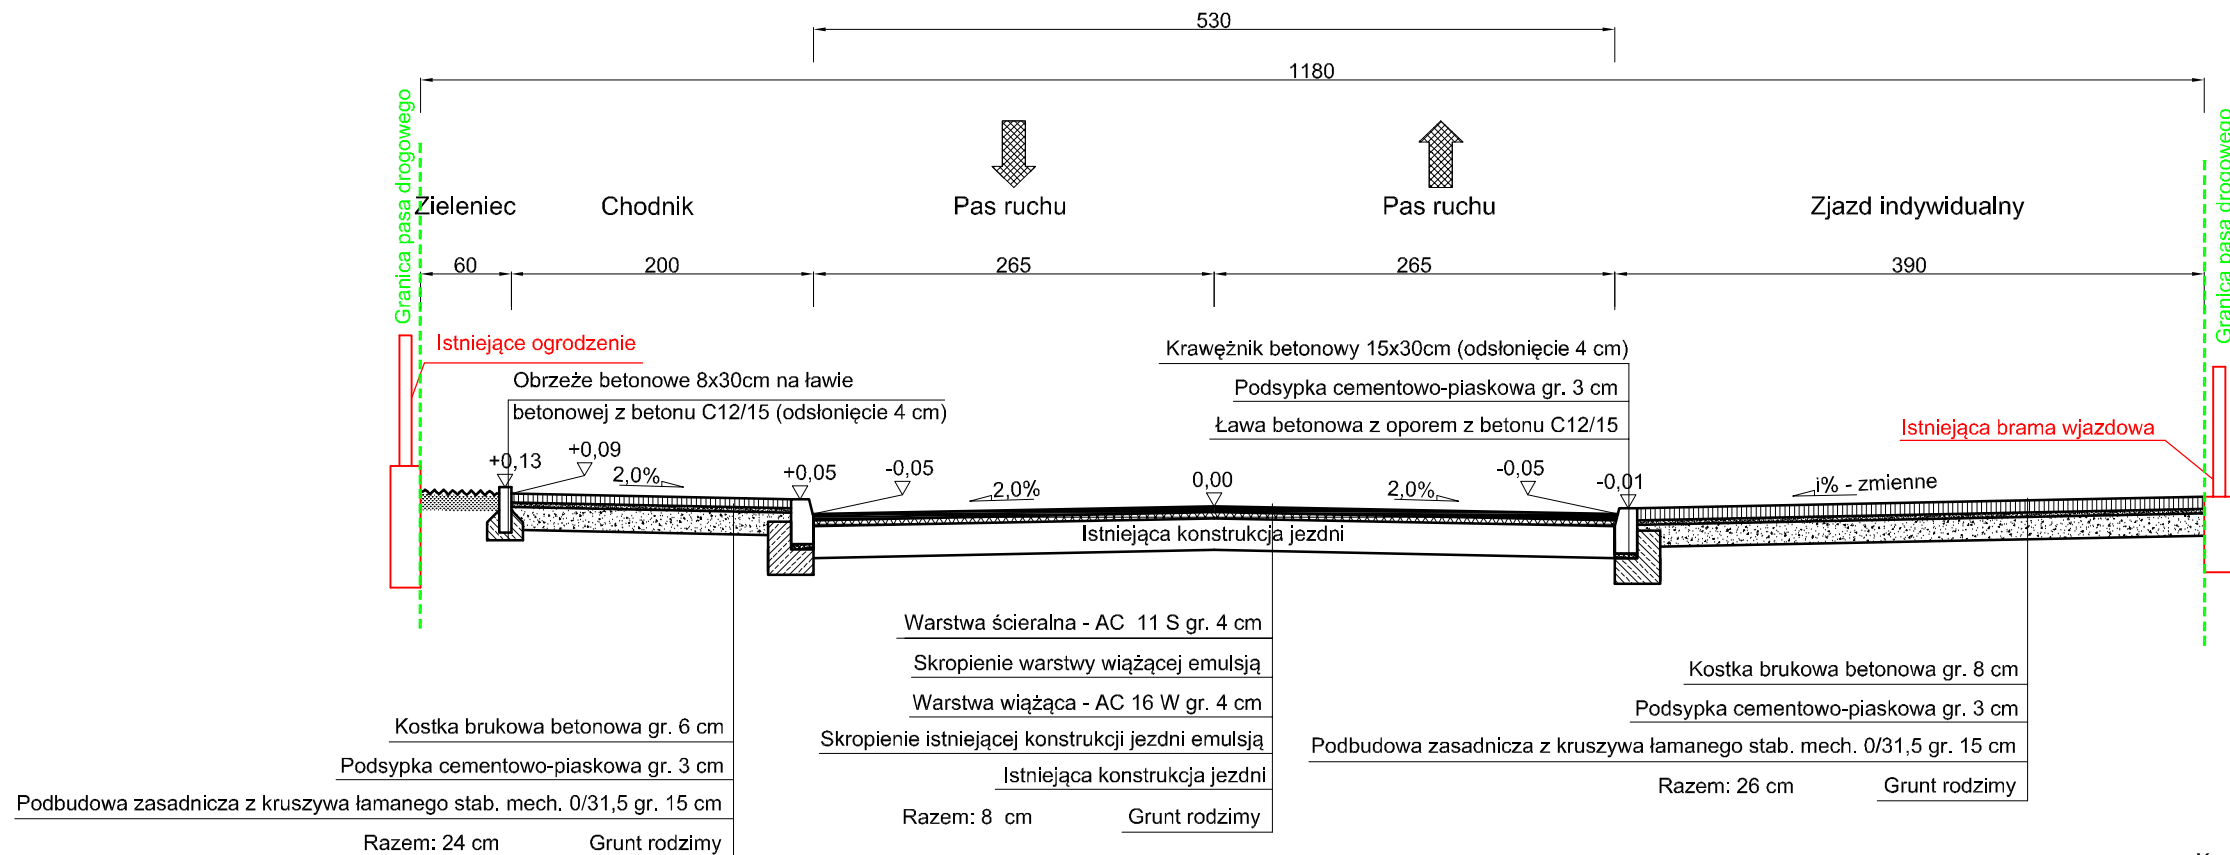 530
1180
Granica pasa drogowego
Granica pasa drogowego
Zieleniec
Chodnik
Pas ruchu
Pas ruchu
Zjazd indywidualny
60
200
265
265
390
Istniejące ogrodzenie
Obrzeże betonowe 8x30cm na ławie
betonowej z betonu C12/15 (odsłonięcie 4 cm)
Krawężnik betonowy 15x30cm (odsłonięcie 4 cm)
Podsypka cementowo-piaskowa gr. 3 cm
Ława betonowa z oporem z betonu C12/15
Istniejąca brama wjazdowa
+0,13
+0,09
2,0%
+0,05
-0,05
2,0%
0,00
2,0%
-0,05
-0,01
i% - zmienne
Istniejąca konstrukcja jezdni
Warstwa ścieralna - AC 11 S gr. 4 cm
Skropienie warstwy wiążącej emulsją
Warstwa wiążąca - AC 16 W gr. 4 cm
Skropienie istniejącej konstrukcji jezdni emulsją
Istniejąca konstrukcja jezdni
Razem: 8 cm
Grunt rodzimy
Kostka brukowa betonowa gr. 6 cm
Podsypka cementowo-piaskowa gr. 3 cm
Podbudowa zasadnicza z kruszywa łamanego stab. mech. 0/31,5 gr. 15 cm
Razem: 24 cm
Grunt rodzimy
Kostka brukowa betonowa gr. 8 cm
Podsypka cementowo-piaskowa gr. 3 cm
Podbudowa zasadnicza z kruszywa łamanego stab. mech. 0/31,5 gr. 15 cm
Razem: 26 cm
Grunt rodzimy